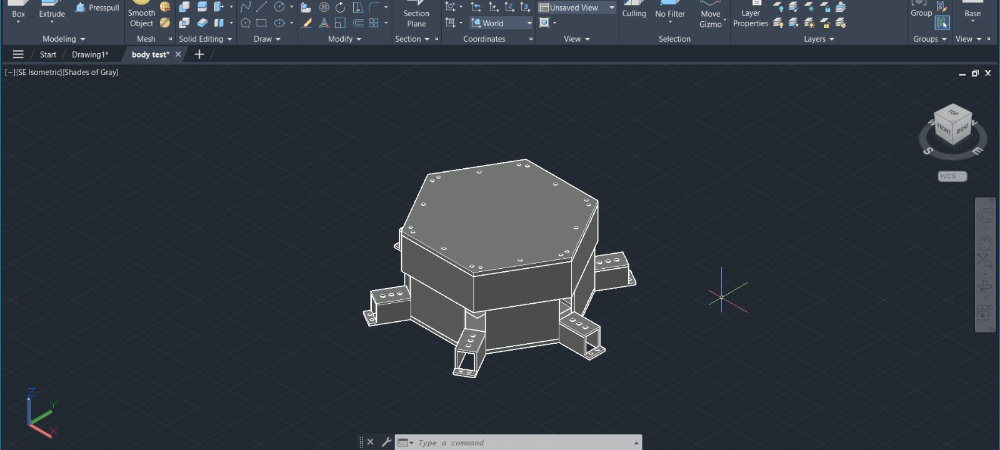 Box
Extrude
Presspull
Smooth
Object
Section
Plane
World
Unsaved View
Culling
No Filter
Move
Gizmo
Layer
Properties
Group
Base
Modeling
Mesh
Solid Editing
Draw
Modify
Section
Coordinates
View
Selection
Layers
Groups
View
Start
Drawing1*
body test*
[−][SE Isometric][Shades of Gray]
TOP
FRONT
RIGHT
W
N
S
E
WCS
Z
Y
X
Type a command